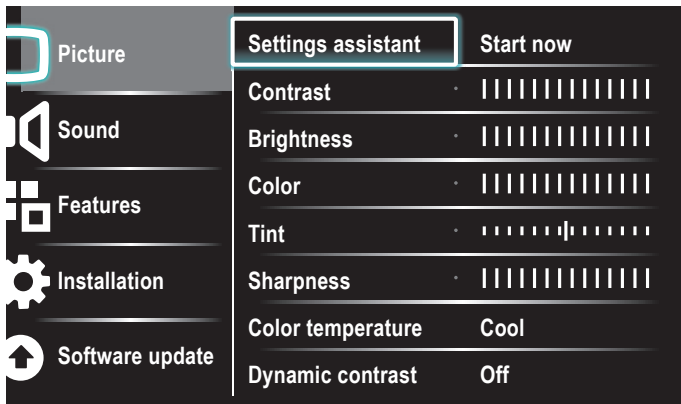 Picture
Sound
Features
Installation
Software update
Settings assistant Start now
Contrast
Brightness
Color
Tint
Sharpness
Color temperature Cool
Dynamic contrast Off